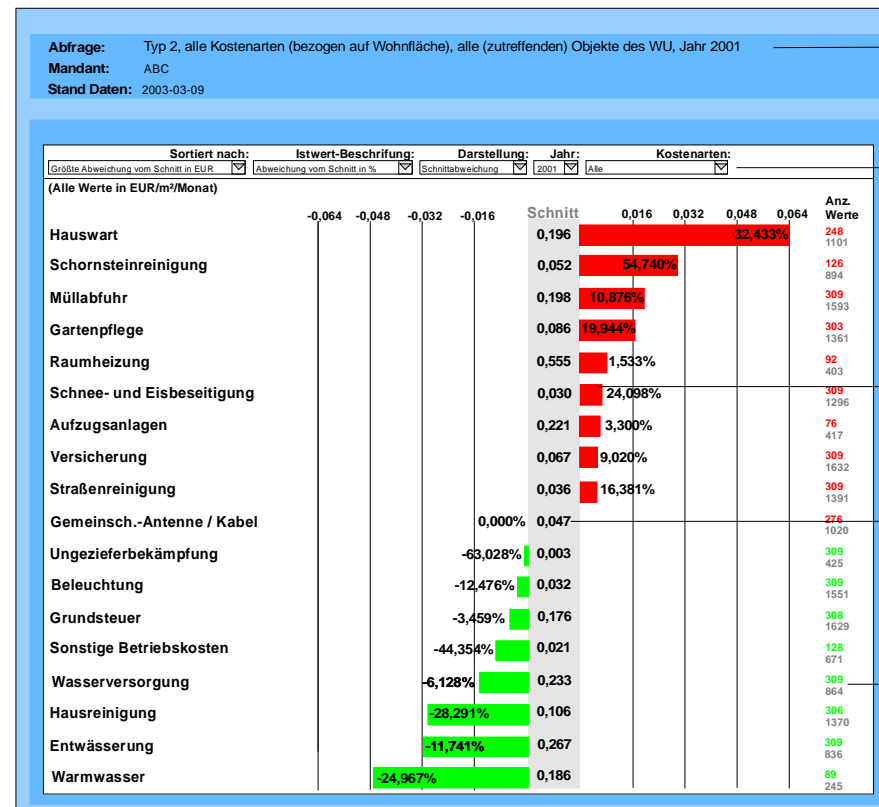 Abfrage: Typ 2, alle Kostenarten (bezogen auf Wohnfläche), alle (zutreffenden) Objekte des WU, Jahr 2001
Mandant: ABC
Stand Daten: 2003-03-09
Sortiert nach: Istwert-Beschrifung: Darstellung: Jahr: Kostenarten:
Größte Abweichung vom Schnitt in EUR Abweichung vom Schnitt in % Schnittabweichung 2001 Alle
(Alle Werte in EUR/m²/Monat)
Anz.
-0,064 -0,048 -0,032 -0,016 Schnitt 0,016 0,032 0,048 0,064 Werte
Hauswart 0,196 32,433% 248
1101
Schornsteinreinigung 0,052 54,740% 126
894
Müllabfuhr 0,198 10,876% 309
1593
Gartenpflege 0,086 19,944% 303
1361
Raumheizung 0,555 1,533% 92
403
Schnee- und Eisbeseitigung 0,030 24,098% 309
1296
Aufzugsanlagen 0,221 3,300% 76
417
Versicherung 0,067 9,020% 309
1632
Straßenreinigung 0,036 16,381% 309
1391
Gemeinsch.-Antenne / Kabel 0,000% 0,047 276
1020
Ungezieferbekämpfung -63,028% 0,003 309
425
Beleuchtung -12,476% 0,032 309
1551
Grundsteuer -3,459% 0,176 308
1629
Sonstige Betriebskosten -44,354% 0,021 128
671
Wasserversorgung -6,128% 0,233 309
864
Hausreinigung -28,291% 0,106 306
1370
Entwässerung -11,741% 0,267 309
836
Warmwasser -24,967% 0,186 89
245